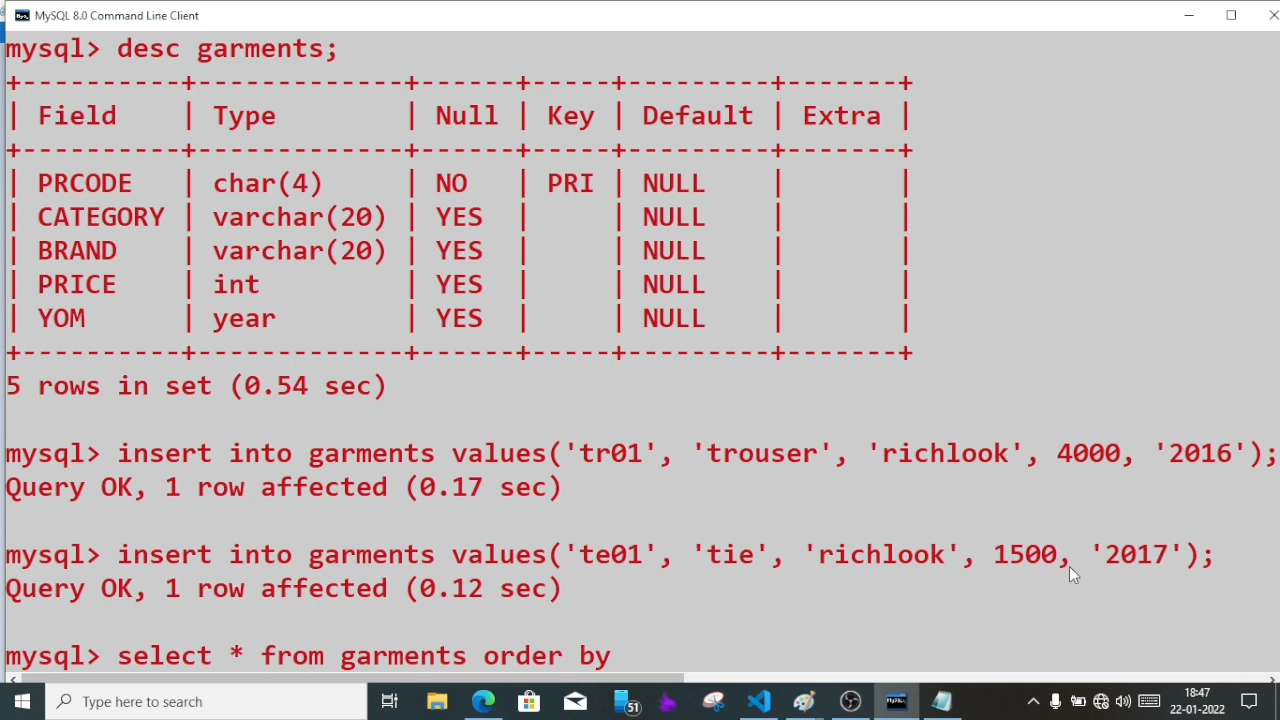 MySQL 8.0 Command Line Client
mysql> desc garments;
+----------+-------------+------+-----+---------+-------+
| Field    | Type        | Null | Key | Default | Extra |
+----------+-------------+------+-----+---------+-------+
| PRCODE   | char(4)     | NO   | PRI | NULL    |       |
| CATEGORY | varchar(20) | YES  |     | NULL    |       |
| BRAND    | varchar(20) | YES  |     | NULL    |       |
| PRICE    | int         | YES  |     | NULL    |       |
| YOM      | year        | YES  |     | NULL    |       |
+----------+-------------+------+-----+---------+-------+
5 rows in set (0.54 sec)
mysql> insert into garments values('tr01', 'trouser', 'richlook', 4000, '2016');
Query OK, 1 row affected (0.17 sec)
mysql> insert into garments values('te01', 'tie', 'richlook', 1500, '2017');
Query OK, 1 row affected (0.12 sec)
mysql> select * from garments order by
Type here to search
51
18:47
22-01-2022